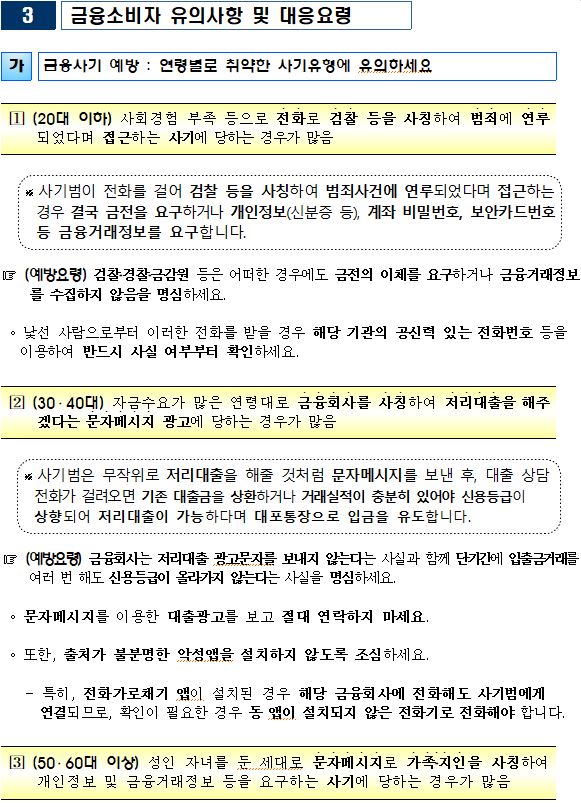 3 금융소비자 유의사항 및 대응요령
가 금융사기 예방 : 연령별로 취약한 사기유형에 유의하세요
① (20대 이하) 사회경험 부족 등으로 전화로 검찰 등을 사칭하여 범죄에 연루
되었다며 접근하는 사기에 당하는 경우가 많음
※ 사기범이 전화를 걸어 검찰 등을 사칭하여 범죄사건에 연루되었다며 접근하는
경우 결국 금전을 요구하거나 개인정보(신분증 등), 계좌 비밀번호, 보안카드번호
등 금융거래정보를 요구합니다.
☞ (예방요령) 검찰·경찰·금감원 등은 어떠한 경우에도 금전의 이체를 요구하거나 금융거래정보
를 수집하지 않음을 명심하세요.
◦ 낯선 사람으로부터 이러한 전화를 받을 경우 해당 기관의 공신력 있는 전화번호 등을
이용하여 반드시 사실 여부부터 확인하세요.
② (30·40대) 자금수요가 많은 연령대로 금융회사를 사칭하여 저리대출을 해주
겠다는 문자메시지 광고에 당하는 경우가 많음
※ 사기범은 무작위로 저리대출을 해줄 것처럼 문자메시지를 보낸 후, 대출 상담
전화가 걸려오면 기존 대출금을 상환하거나 거래실적이 충분히 있어야 신용등급이
상향되어 저리대출이 가능하다며 대포통장으로 입금을 유도합니다.
☞ (예방요령) 금융회사는 저리대출 광고문자를 보내지 않는다는 사실과 함께 단기간에 입출금거래를
여러 번 해도 신용등급이 올라가지 않는다는 사실을 명심하세요.
◦ 문자메시지를 이용한 대출광고를 보고 절대 연락하지 마세요.
◦ 또한, 출처가 불분명한 악성앱을 설치하지 않도록 조심하세요.
- 특히, 전화가로채기 앱이 설치된 경우 해당 금융회사에 전화해도 사기범에게
연결되므로, 확인이 필요한 경우 동 앱이 설치되지 않은 전화기로 전화해야 합니다.
③ (50·60대 이상) 성인 자녀를 둔 세대로 문자메시지로 가족·지인을 사칭하여
개인정보 및 금융거래정보 등을 요구하는 사기에 당하는 경우가 많음